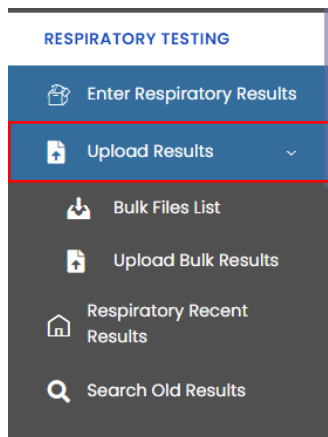 RESPIRATORY TESTING
Enter Respiratory Results
Upload Results
Bulk Files List
Upload Bulk Results
Respiratory Recent
Results
Search Old Results